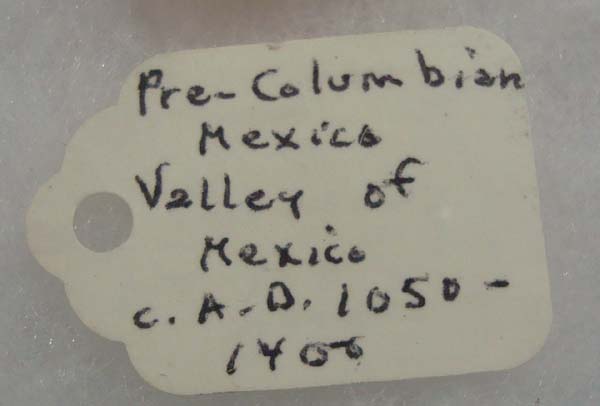 Pre-Columbian
Mexico
Valley of
Mexico
c. A.D. 1050-
1400